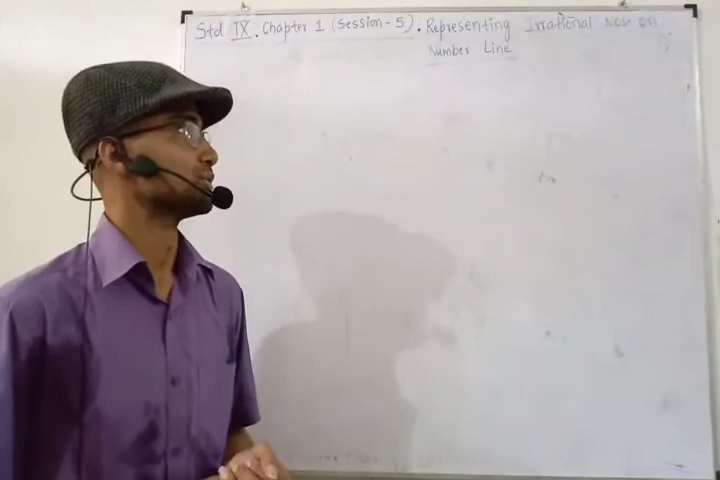 Std IX. Chapter 1 (Session - 5). Representing Irrational Nos. on
Number Line